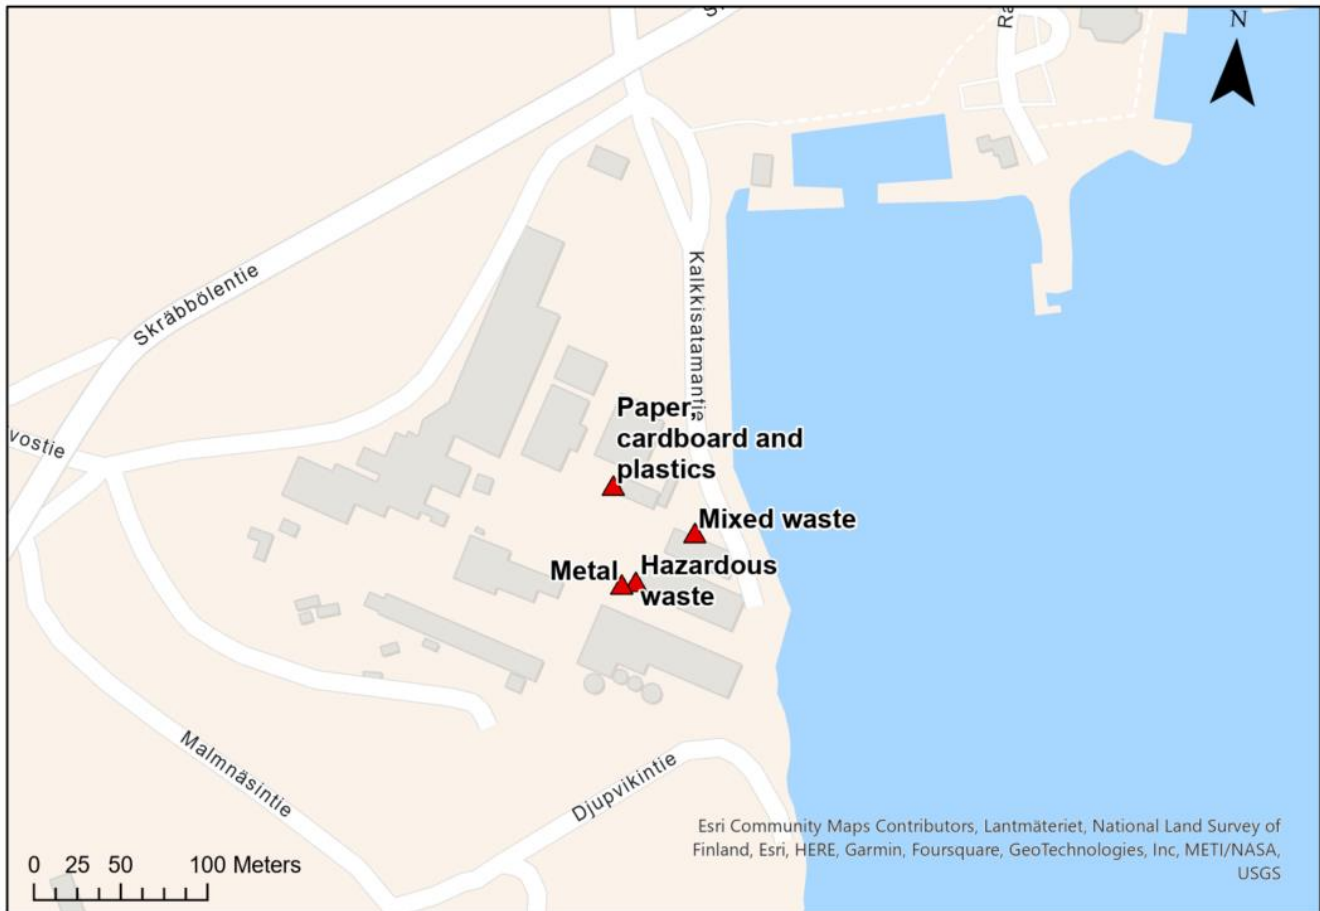 N
Skräbbölentie
Kalkkisatamantie
vostie
Paper,
cardboard and
plastics
Mixed waste
Metal
Hazardous
waste
Malmnäsintie
Djupvikintie
Esri Community Maps Contributors, Lantmäteriet, National Land Survey of
Finland, Esri, HERE, Garmin, Foursquare, GeoTechnologies, Inc, METI/NASA,
USGS
0 25 50 100 Meters